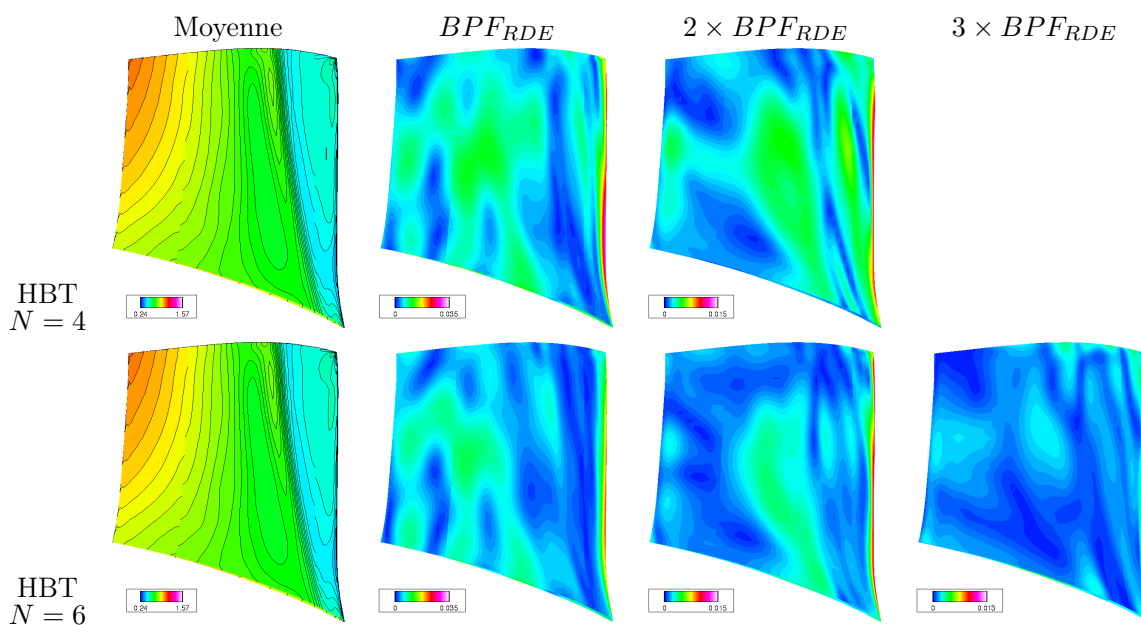 Moyenne BPF_RDE 2 × BPF_RDE 3 × BPF_RDE
HBT
N = 4
0.24 1.57 0 0.035 0 0.015
HBT
N = 6
0.24 1.57 0 0.035 0 0.015 0 0.013